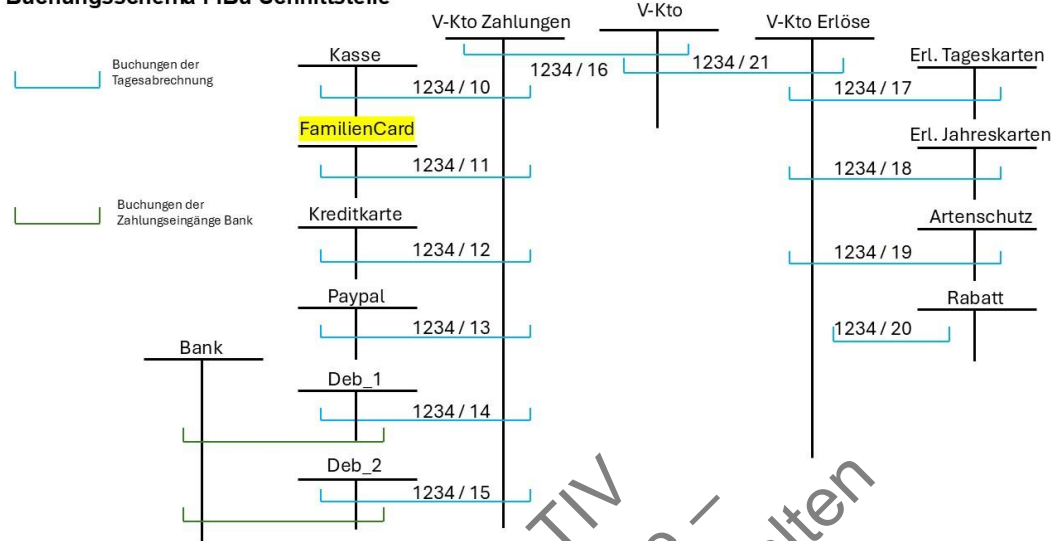 Buchungsschema FiBu Schnittstelle
V-Kto Zahlungen
V-Kto
V-Kto Erlöse
Buchungen der
Tagesabrechnung
Kasse
1234 / 10
1234 / 16
1234 / 21
Erl. Tageskarten
1234 / 17
FamilienCard
1234 / 11
Erl. Jahreskarten
1234 / 18
Buchungen der
Zahlungseingänge Bank
Kreditkarte
1234 / 12
Artenschutz
1234 / 19
Paypal
1234 / 13
Rabatt
1234 / 20
Bank
Deb_1
1234 / 14
Deb_2
1234 / 15
TIV
–
lten